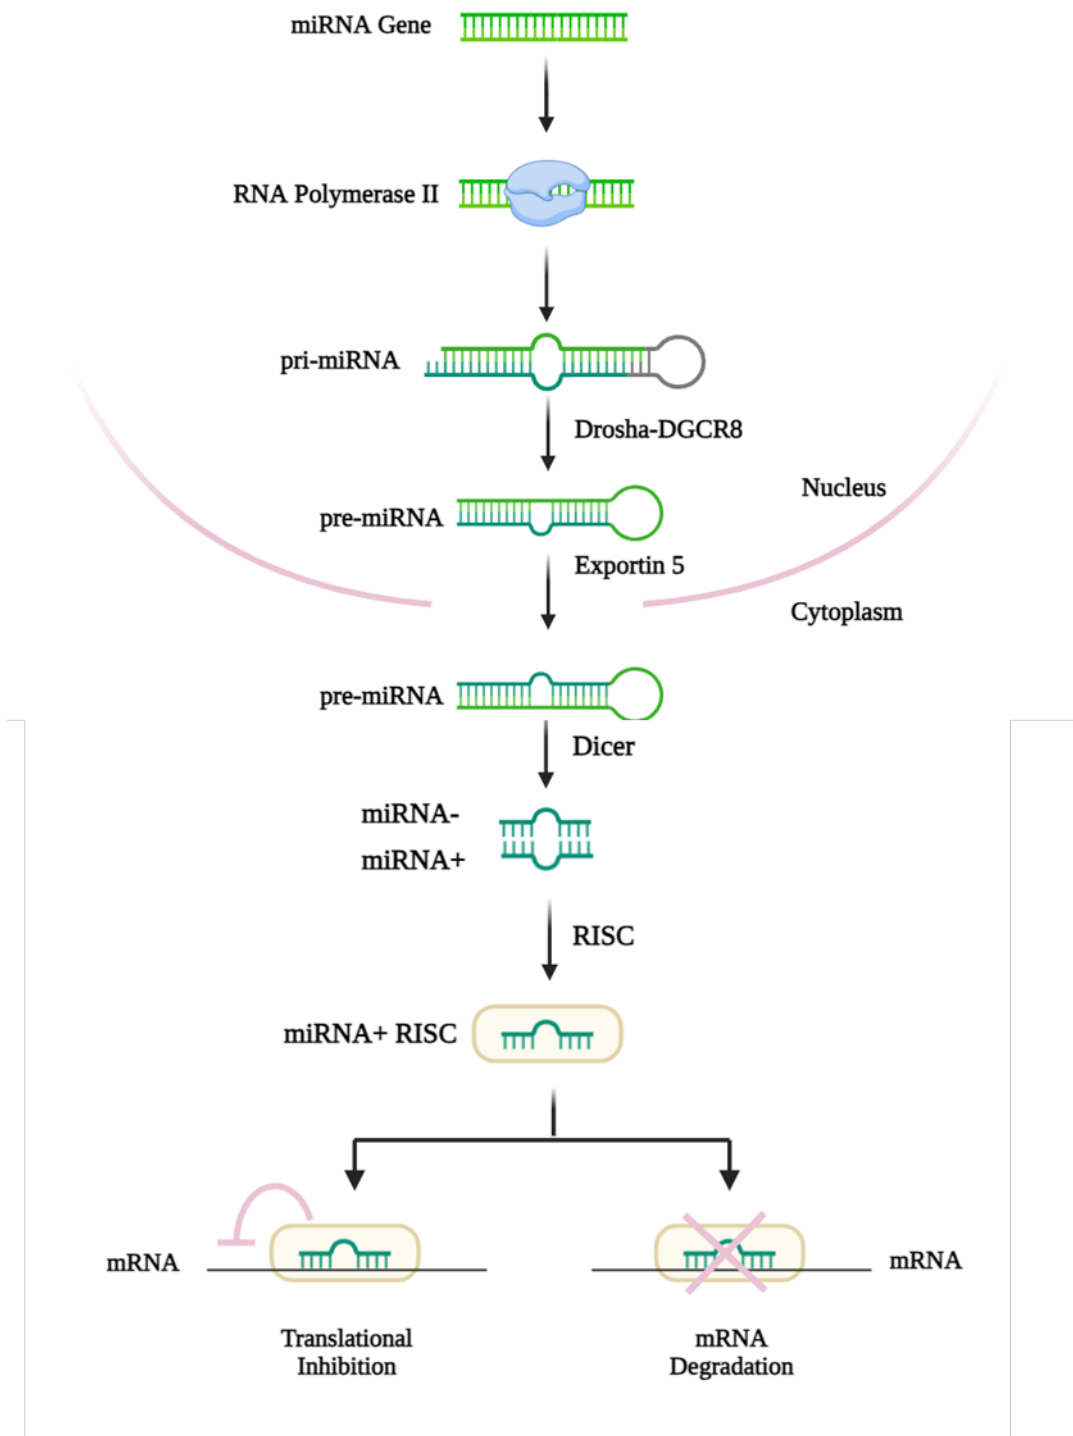 miRNA Gene
RNA Polymerase II
pri-miRNA
Drosha-DGCR8
Nucleus
pre-miRNA
Exportin 5
Cytoplasm
pre-miRNA
Dicer
miRNA-
miRNA+
RISC
miRNA+ RISC
mRNA
mRNA
Translational
Inhibition
mRNA
Degradation